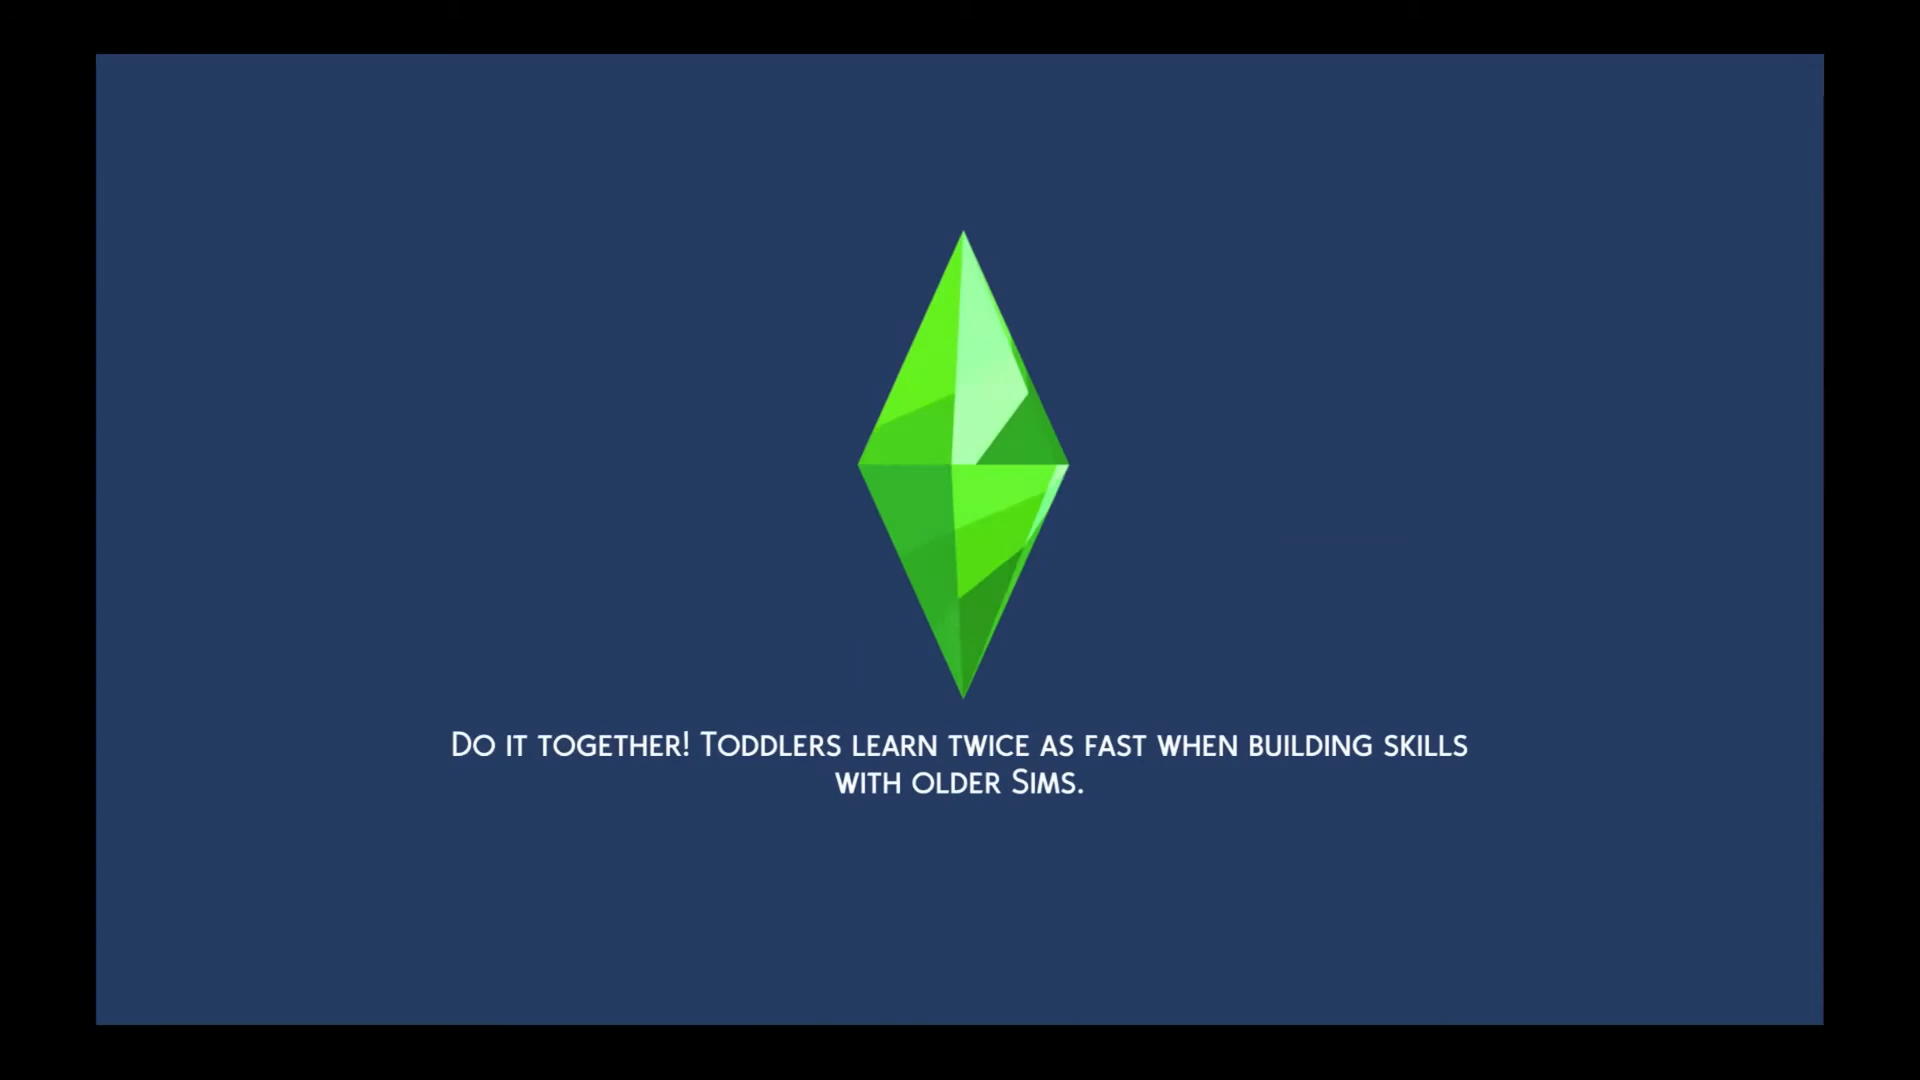 Do it together! Toddlers learn twice as fast when building skills
with older Sims.